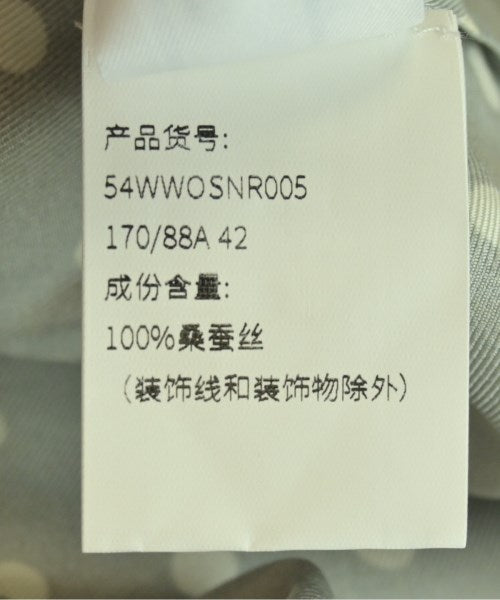 产品货号:
54WWOSNR005
170/88A 42
成份含量:
100%桑蚕丝
（装饰线和装饰物除外）